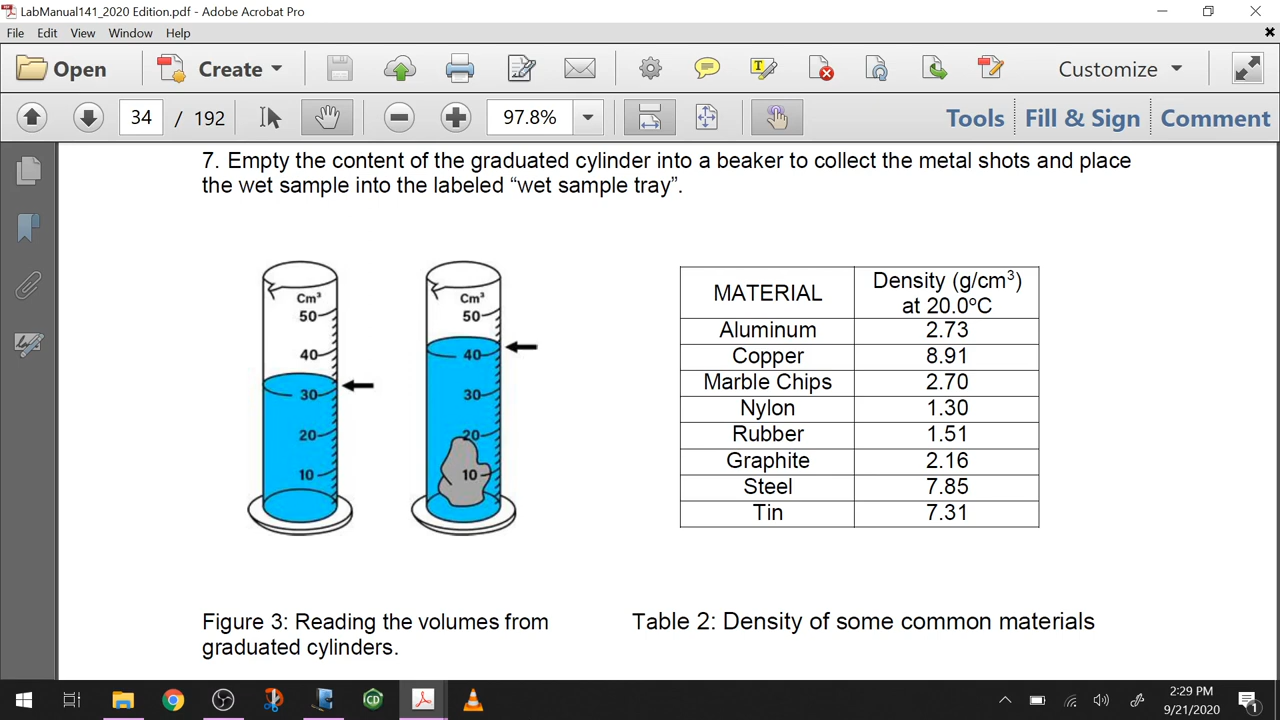 LabManual141_2020 Edition.pdf - Adobe Acrobat Pro
File Edit View Window Help
Open Create Customize
34 / 192 97.8% Tools Fill & Sign Comment
7. Empty the content of the graduated cylinder into a beaker to collect the metal shots and place
the wet sample into the labeled “wet sample tray”.
Cm³
50
40
30
20
10
Cm³
50
40
30
20
10
MATERIAL Density (g/cm³)
at 20.0ºC
Aluminum 2.73
Copper 8.91
Marble Chips 2.70
Nylon 1.30
Rubber 1.51
Graphite 2.16
Steel 7.85
Tin 7.31
Figure 3: Reading the volumes from
graduated cylinders.
Table 2: Density of some common materials
2:29 PM
9/21/2020
1